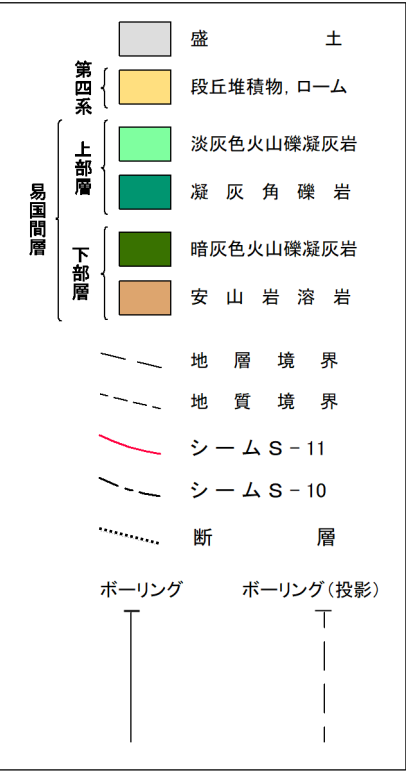 盛土
第四系
段丘堆積物，ローム
易国間層
上部層
淡灰色火山礫凝灰岩
凝灰角礫岩
下部層
暗灰色火山礫凝灰岩
安山岩溶岩
地層境界
地質境界
シームＳ－11
シームＳ－10
断層
ボーリング
ボーリング（投影）